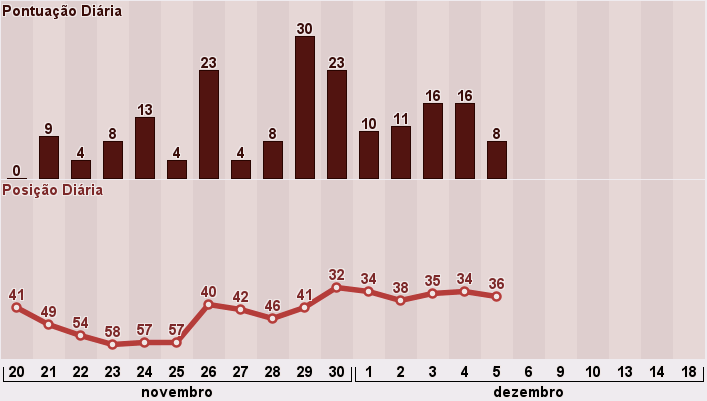 Pontuação Diária
0 9 4 8 13 4 23 4 8 30 23 10 11 16 16 8
Posição Diária
41 49 54 58 57 57 40 42 46 41 32 34 38 35 34 36
20 21 22 23 24 25 26 27 28 29 30 1 2 3 4 5 6 9 10 13 14 18
novembro dezembro